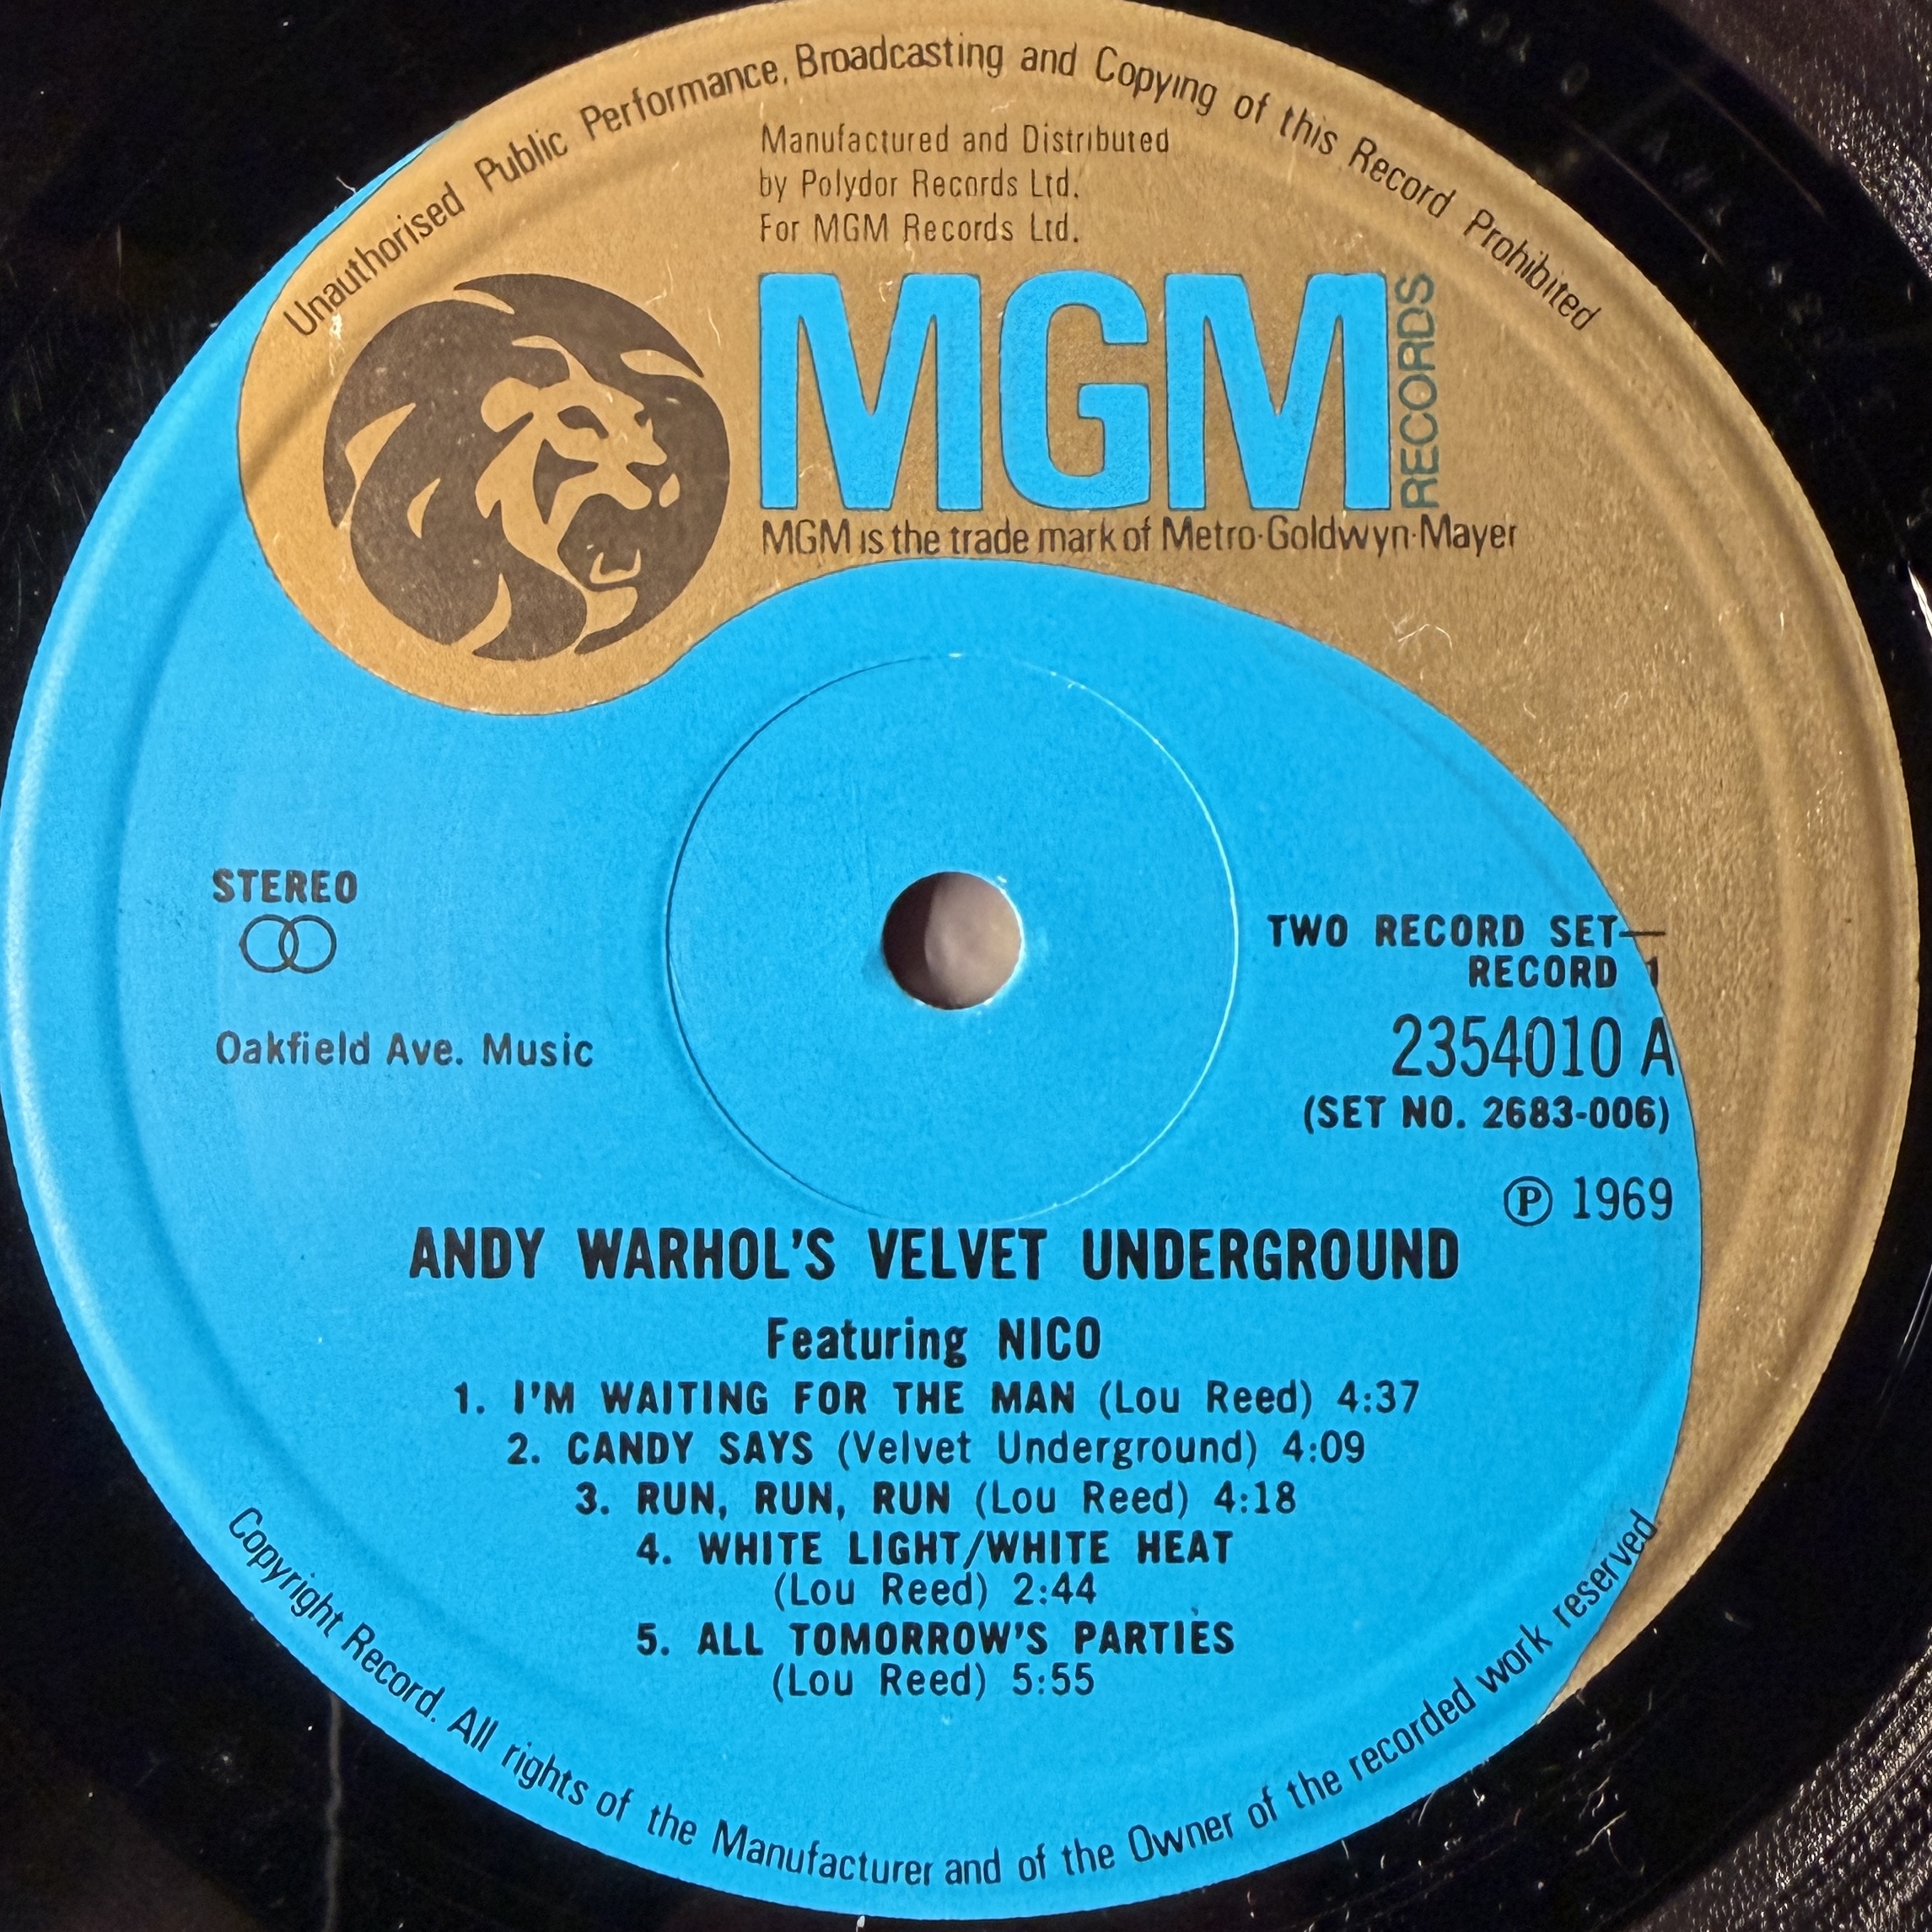 Unauthorised Public Performance, Broadcasting and Copying of this Record Prohibited
Manufactured and Distributed
by Polydor Records Ltd.
For MGM Records Ltd.
MGM RECORDS
MGM is the trade mark of Metro·Goldwyn·Mayer
STEREO
TWO RECORD SET—
RECORD 1
Oakfield Ave. Music
2354010 A
(SET NO. 2683-006)
Ⓟ 1969
ANDY WARHOL'S VELVET UNDERGROUND
Featuring NICO
1. I'M WAITING FOR THE MAN (Lou Reed) 4:37
2. CANDY SAYS (Velvet Underground) 4:09
3. RUN, RUN, RUN (Lou Reed) 4:18
4. WHITE LIGHT/WHITE HEAT
(Lou Reed) 2:44
5. ALL TOMORROW'S PARTIES
(Lou Reed) 5:55
Copyright Record. All rights of the Manufacturer and of the Owner of the recorded work reserved